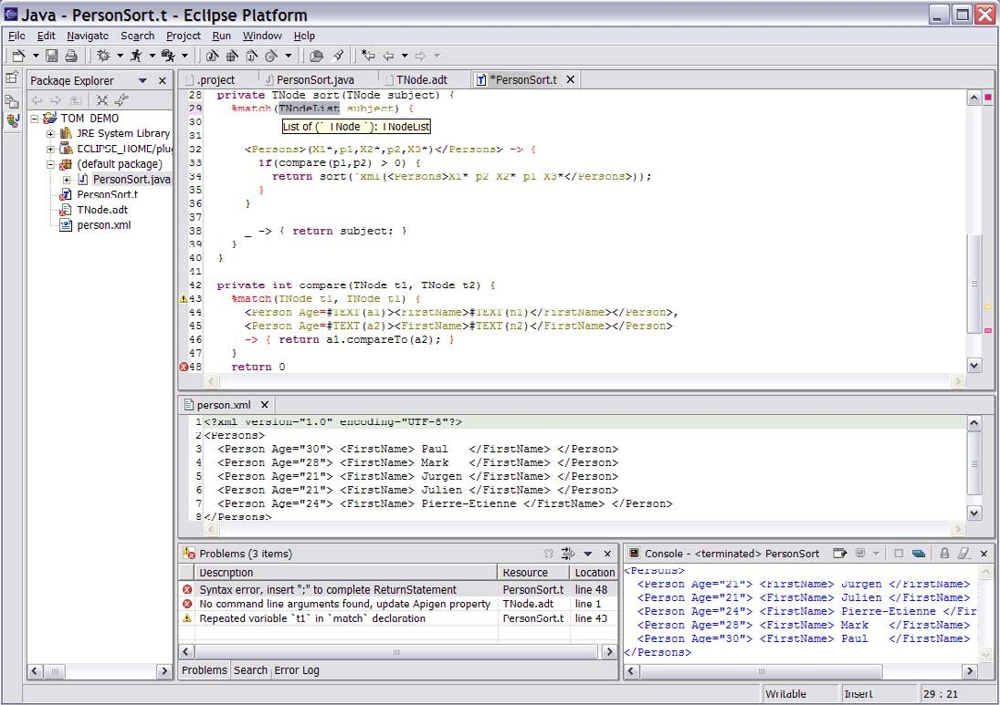 Java - PersonSort.t - Eclipse Platform
File Edit Navigate Search Project Run Window Help
Package Explorer
TOM DEMO
JRE System Library
ECLIPSE_HOME/plu
(default package)
PersonSort.java
PersonSort.t
TNode.adt
person.xml
.project PersonSort.java TNode.adt *PersonSort.t
28 private TNode sort(TNode subject) {
29 %match(TNodeList subject) {
30 List of (` TNode `): TNodeList
31
32 <Persons>(X1*,p1,X2*,p2,X3*)</Persons> -> {
33 if(compare(p1,p2) > 0) {
34 return sort(`xml(<Persons>X1* p2 X2* p1 X3*</Persons>));
35 }
36 }
37
38 _ -> { return subject; }
39 }
40 }
41
42 private int compare(TNode t1, TNode t2) {
43 %match(TNode t1, TNode t1) {
44 <Person Age=#TEXT(a1)><FirstName>#TEXT(n1)</FirstName></Person>,
45 <Person Age=#TEXT(a2)><FirstName>#TEXT(n2)</FirstName></Person>
46 -> { return a1.compareTo(a2); }
47 }
48 return 0
person.xml
1 <?xml version="1.0" encoding="UTF-8"?>
2 <Persons>
3 <Person Age="30"> <FirstName> Paul </FirstName> </Person>
4 <Person Age="28"> <FirstName> Mark </FirstName> </Person>
5 <Person Age="21"> <FirstName> Jurgen </FirstName> </Person>
6 <Person Age="21"> <FirstName> Julien </FirstName> </Person>
7 <Person Age="24"> <FirstName> Pierre-Etienne </FirstName> </Person>
8 </Persons>
Problems (3 items)
Description Resource Location
Syntax error, insert ";" to complete ReturnStatement PersonSort.t line 48
No command line arguments found, update Apigen property TNode.adt line 1
Repeated variable `t1` in `match` declaration PersonSort.t line 43
Problems Search Error Log
Console - <terminated> PersonSort
<Persons>
<Person Age="21"> <FirstName> Jurgen </FirstName>
<Person Age="21"> <FirstName> Julien </FirstName>
<Person Age="24"> <FirstName> Pierre-Etienne </Fir
<Person Age="28"> <FirstName> Mark </FirstName>
<Person Age="30"> <FirstName> Paul </FirstName>
</Persons>
Writable Insert 29 : 21